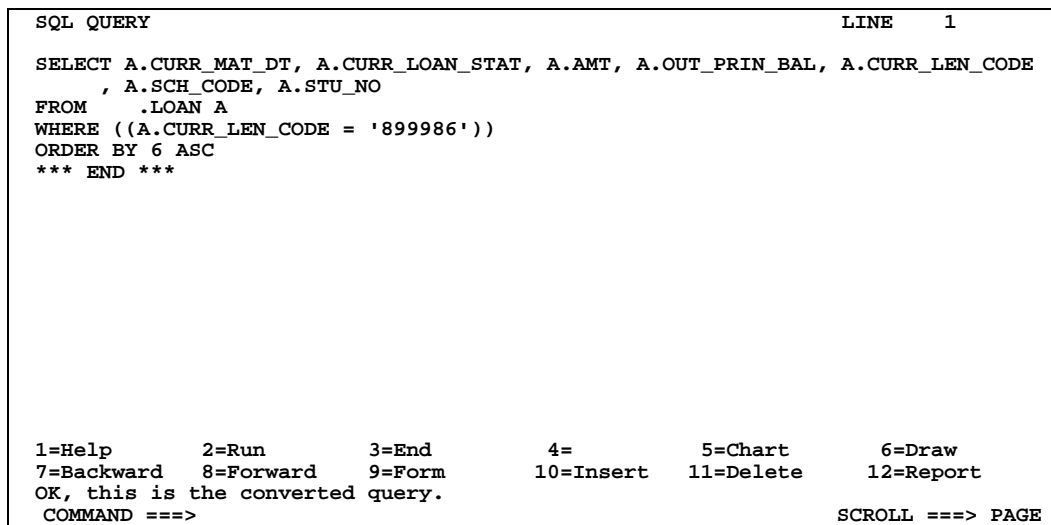 SQL QUERY                                                                  LINE    1
SELECT A.CURR_MAT_DT, A.CURR_LOAN_STAT, A.AMT, A.OUT_PRIN_BAL, A.CURR_LEN_CODE
     , A.SCH_CODE, A.STU_NO
FROM     .LOAN A
WHERE ((A.CURR_LEN_CODE = '899986'))
ORDER BY 6 ASC
*** END ***
1=Help       2=Run        3=End        4=          5=Chart      6=Draw
7=Backward   8=Forward    9=Form      10=Insert   11=Delete    12=Report
OK, this is the converted query.
COMMAND ===>                                                SCROLL ===> PAGE